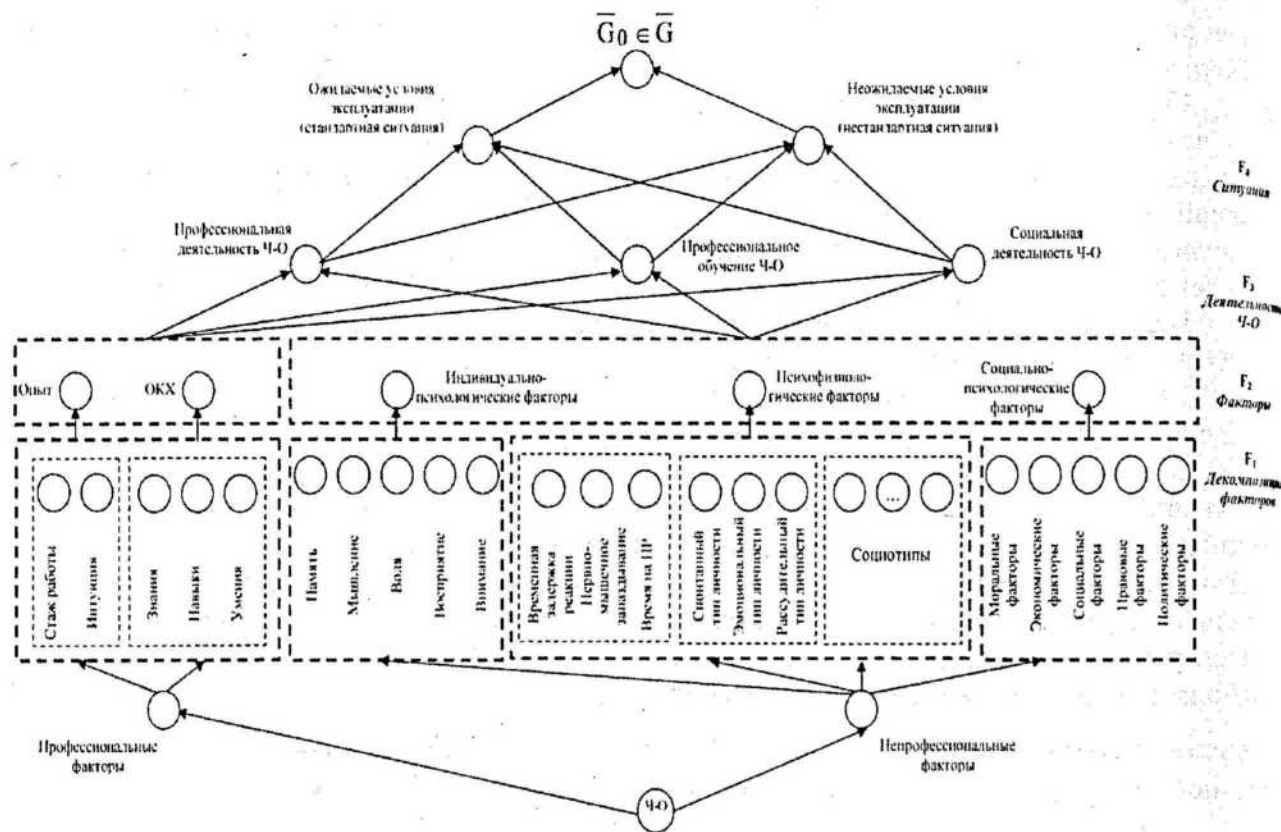 G̅₀ ∈ G̅
Ожидаемые условия
эксплуатации
(стандартная ситуация)
Неожидаемые условия
эксплуатации
(нестандартная ситуация)
F₄
Ситуация
Профессиональная
деятельность Ч-О
Профессиональное
обучение Ч-О
Социальная
деятельность Ч-О
F₃
Деятельность
Ч-О
Опыт
ОКХ
Индивидуально-
психологические факторы
Психофизиоло-
гические факторы
Социально-
психологические
факторы
F₂
Факторы
F₁
Декомпозиция
факторов
...
Стаж работы
Интуиция
Знания
Навыки
Умения
Память
Мышление
Воля
Восприятие
Внимание
Временная
задержка
реакции
Нервно-
мышечное
запаздывание
Время на ПР
Спонтанный
тип личности
Эмоциональный
тип личности
Рассудительный
тип личности
Социотипы
Моральные
факторы
Экономические
факторы
Социальные
факторы
Правовые
факторы
Политические
факторы
Профессиональные
факторы
Непрофессиональные
факторы
Ч-О